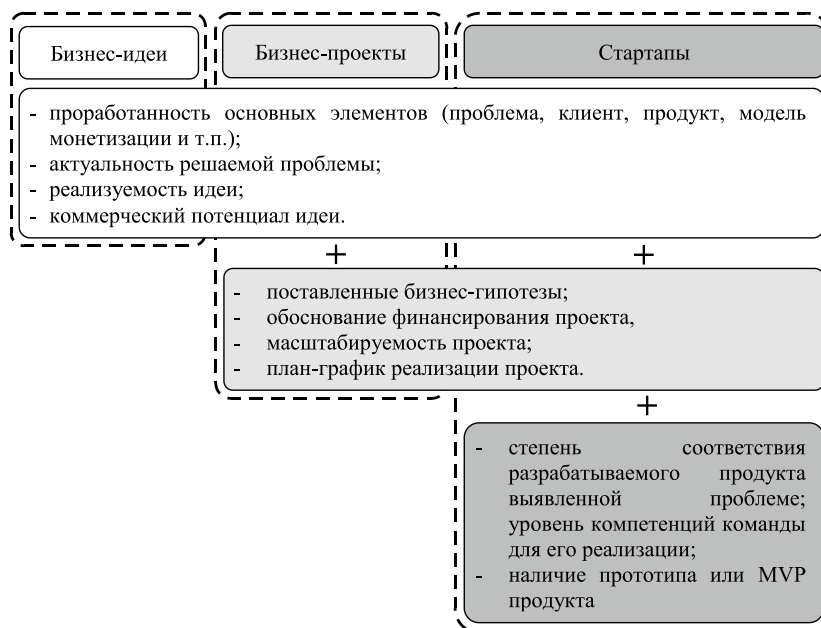 Бизнес-идеи
Бизнес-проекты
Стартапы
- проработанность основных элементов (проблема, клиент, продукт, модель
монетизации и т.п.);
- актуальность решаемой проблемы;
- реализуемость идеи;
- коммерческий потенциал идеи.
+
+
- поставленные бизнес-гипотезы;
- обоснование финансирования проекта,
- масштабируемость проекта;
- план-график реализации проекта.
+
- степень соответствия
разрабатываемого продукта
выявленной проблеме;
уровень компетенций команды
для его реализации;
- наличие прототипа или MVP
продукта